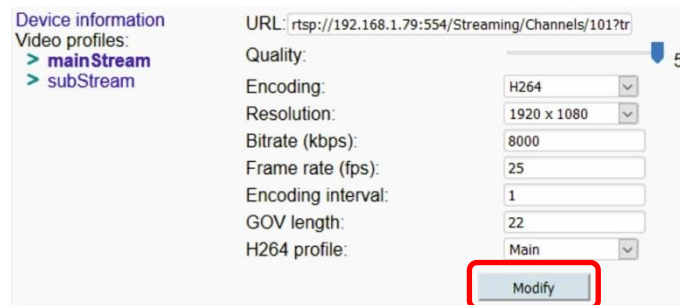 Device information
Video profiles:
> mainStream
> subStream
URL: rtsp://192.168.1.79:554/Streaming/Channels/101?tr
Quality: 5
Encoding: H264
Resolution: 1920 x 1080
Bitrate (kbps): 8000
Frame rate (fps): 25
Encoding interval: 1
GOV length: 22
H264 profile: Main
Modify